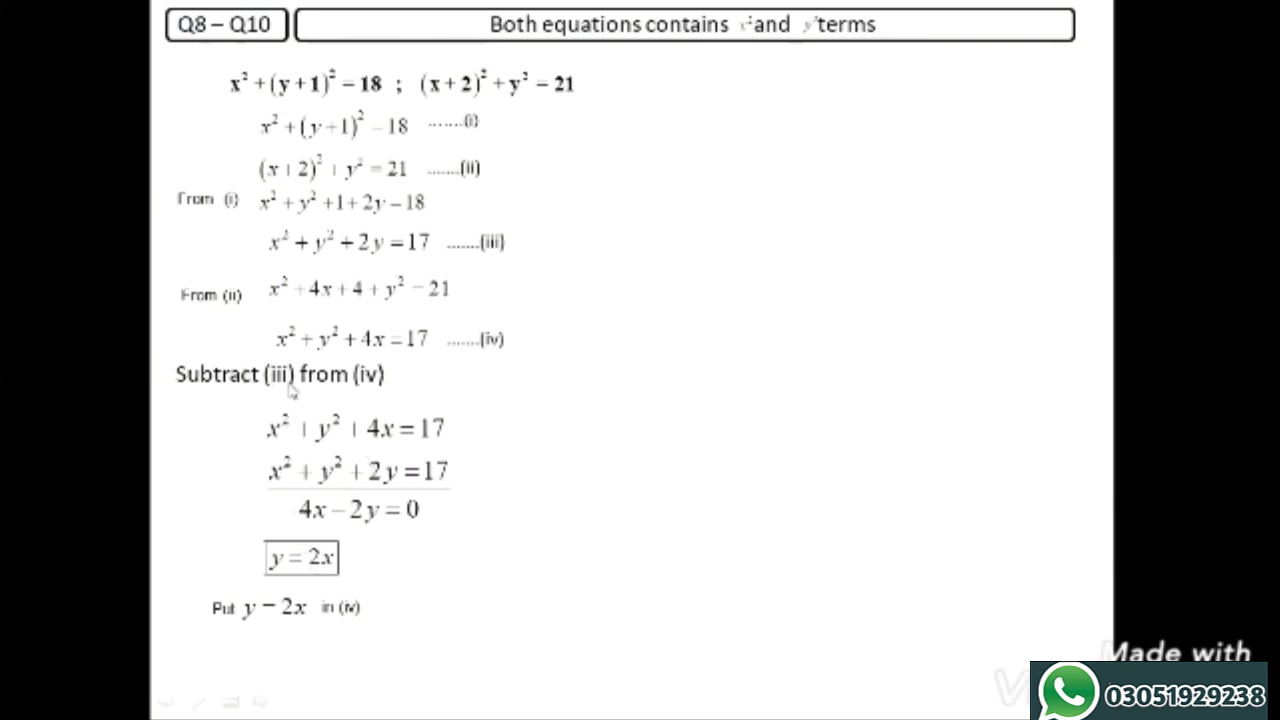 Q8 – Q10
Both equations contains x² and y² terms
x² + (y + 1)² = 18 ; (x + 2)² + y² = 21
x² + (y + 1)² = 18 .......(i)
(x + 2)² + y² = 21 .......(ii)
From (i) x² + y² + 1 + 2y = 18
x² + y² + 2y = 17 .......(iii)
From (ii) x² + 4x + 4 + y² = 21
x² + y² + 4x = 17 .......(iv)
Subtract (iii) from (iv)
x² + y² + 4x = 17
x² + y² + 2y = 17
4x – 2y = 0
y = 2x
Put y = 2x in (iv)
Made with
03051929238